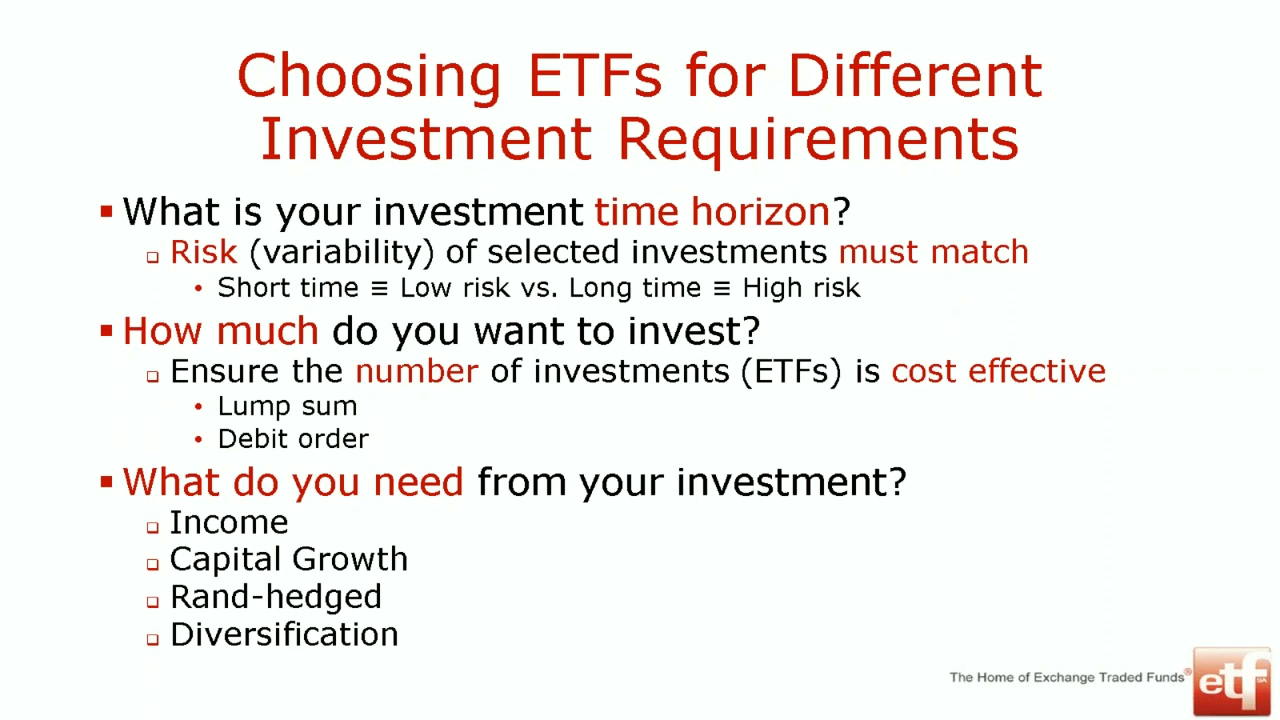 Choosing ETFs for Different
Investment Requirements
What is your investment time horizon?
Risk (variability) of selected investments must match
Short time ≡ Low risk vs. Long time ≡ High risk
How much do you want to invest?
Ensure the number of investments (ETFs) is cost effective
Lump sum
Debit order
What do you need from your investment?
Income
Capital Growth
Rand-hedged
Diversification
The Home of Exchange Traded Funds®
etf
SA